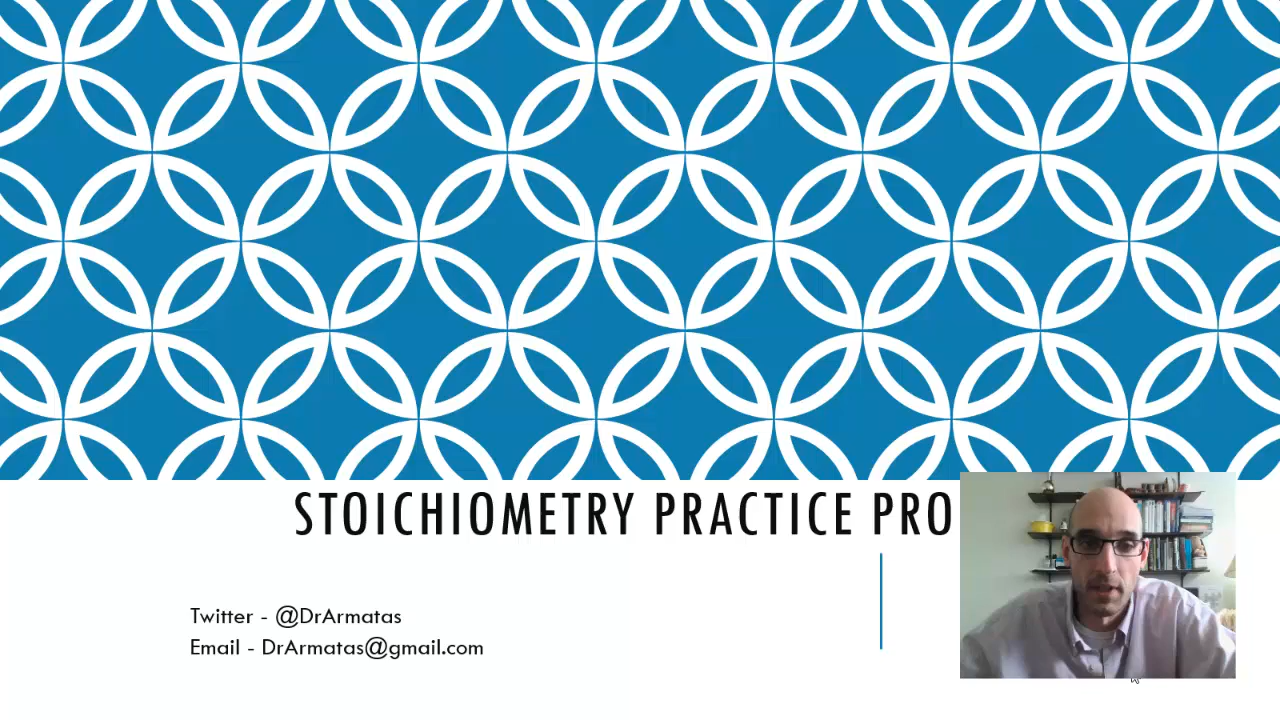 STOICHIOMETRY PRACTICE PRO
Twitter - @DrArmatas
Email - DrArmatas@gmail.com